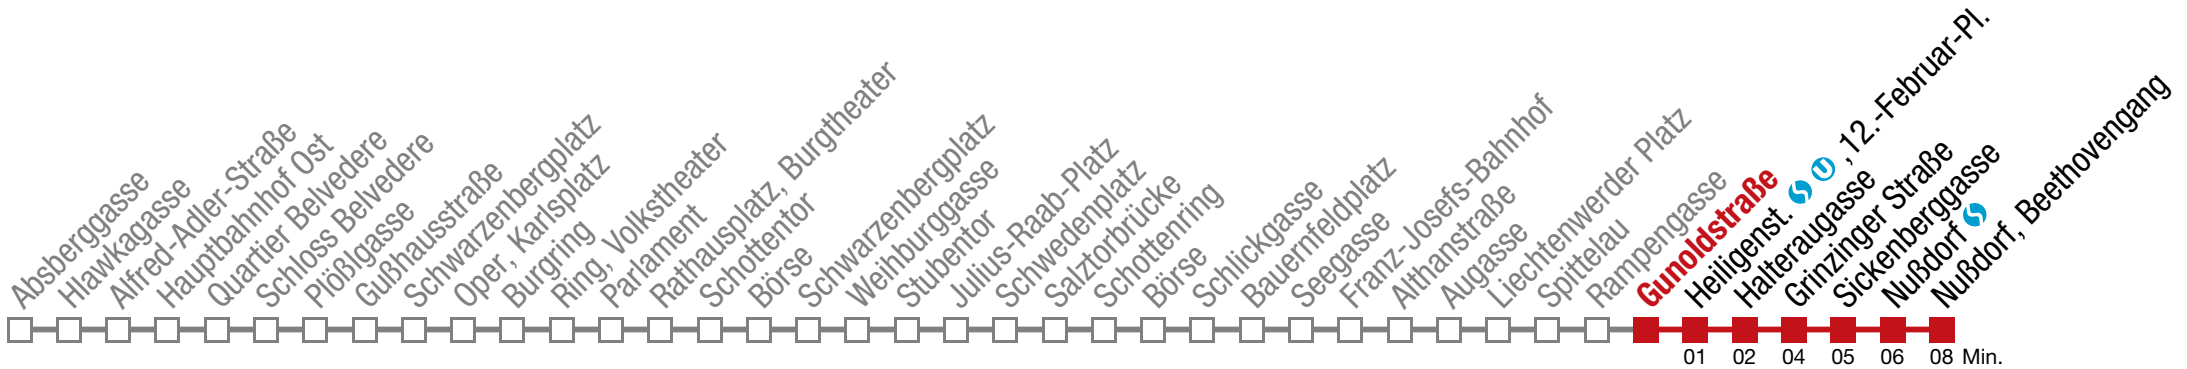 Absberggasse
Hlawkagasse
Alfred-Adler-Straße
Hauptbahnhof Ost
Quartier Belvedere
Schloss Belvedere
Plößlgasse
Gußhausstraße
Schwarzenbergplatz
Oper, Karlsplatz
Burgring
Ring, Volkstheater
Parlament
Rathausplatz, Burgtheater
Schottentor
Börse
Schwarzenbergplatz
Weihburggasse
Stubentor
Julius-Raab-Platz
Schwedenplatz
Salztorbrücke
Schottenring
Börse
Schlickgasse
Bauernfeldplatz
Seegasse
Franz-Josefs-Bahnhof
Althanstraße
Augasse
Liechtenwerder Platz
Spittelau
Rampengasse
Gunoldstraße
Heiligenst. S U , 12.-Februar-Pl.
Halteraugasse
Grinzinger Straße
Sickenberggasse
Nußdorf S
Nußdorf, Beethovengang
01 02 04 05 06 08 Min.